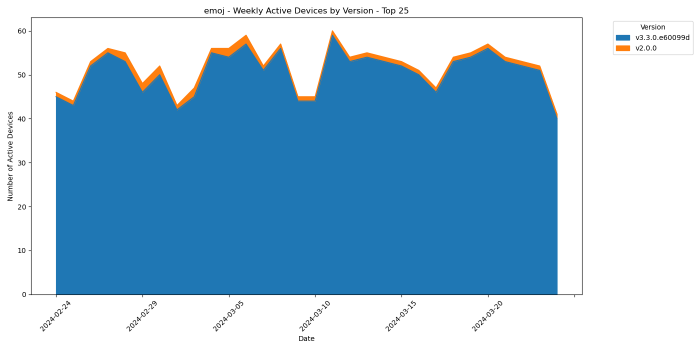 emoj - Weekly Active Devices by Version - Top 25
Version
v3.3.0.e60099d
v2.0.0
Number of Active Devices
60
50
40
30
20
10
0
2024-02-24
2024-02-29
2024-03-05
2024-03-10
2024-03-15
2024-03-20
Date